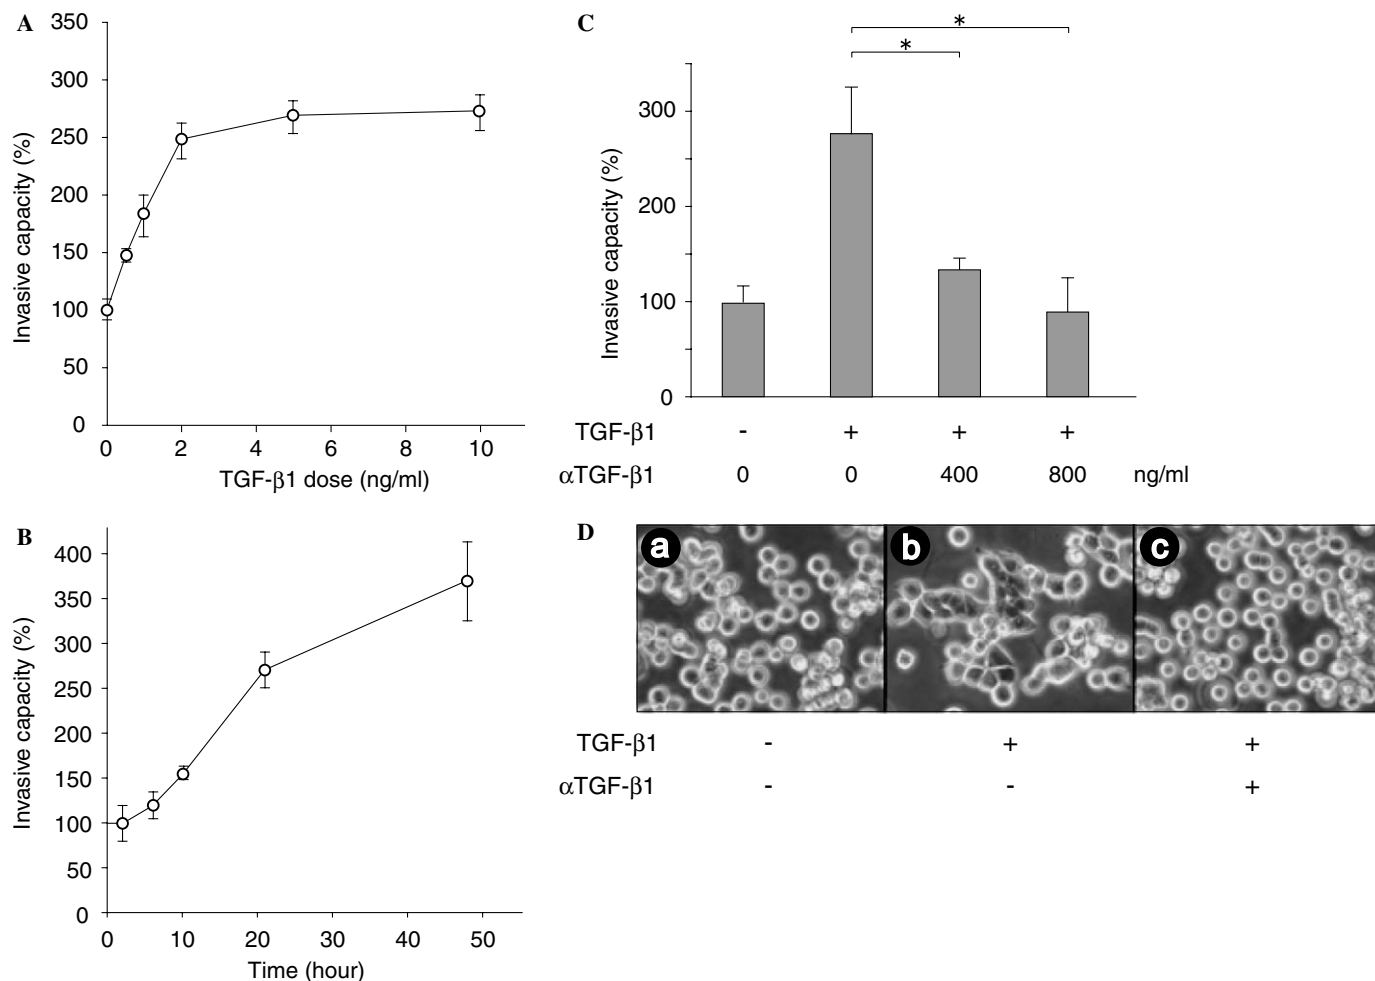 A
350
300
250
200
150
100
50
0
Invasive capacity (%)
0 2 4 6 8 10
TGF-β1 dose (ng/ml)
B
400
350
300
250
200
150
100
50
0
Invasive capacity (%)
0 10 20 30 40 50
Time (hour)
C
*
*
300
200
100
0
Invasive capacity (%)
TGF-β1 - + + +
αTGF-β1 0 0 400 800 ng/ml
D
a b c
TGF-β1 - + +
αTGF-β1 - - +